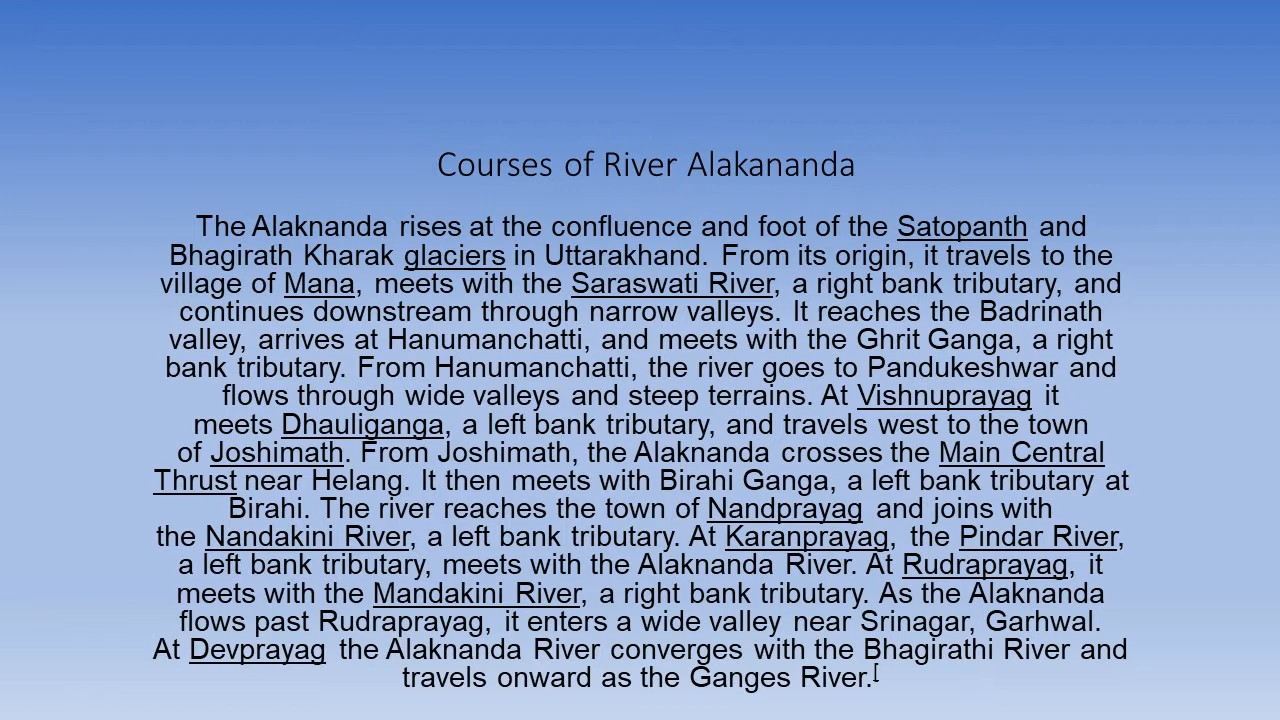 Courses of River Alakananda
The Alaknanda rises at the confluence and foot of the Satopanth and
Bhagirath Kharak glaciers in Uttarakhand. From its origin, it travels to the
village of Mana, meets with the Saraswati River, a right bank tributary, and
continues downstream through narrow valleys. It reaches the Badrinath
valley, arrives at Hanumanchatti, and meets with the Ghrit Ganga, a right
bank tributary. From Hanumanchatti, the river goes to Pandukeshwar and
flows through wide valleys and steep terrains. At Vishnuprayag it
meets Dhauliganga, a left bank tributary, and travels west to the town
of Joshimath. From Joshimath, the Alaknanda crosses the Main Central
Thrust near Helang. It then meets with Birahi Ganga, a left bank tributary at
Birahi. The river reaches the town of Nandprayag and joins with
the Nandakini River, a left bank tributary. At Karanprayag, the Pindar River,
a left bank tributary, meets with the Alaknanda River. At Rudraprayag, it
meets with the Mandakini River, a right bank tributary. As the Alaknanda
flows past Rudraprayag, it enters a wide valley near Srinagar, Garhwal.
At Devprayag the Alaknanda River converges with the Bhagirathi River and
travels onward as the Ganges River.[